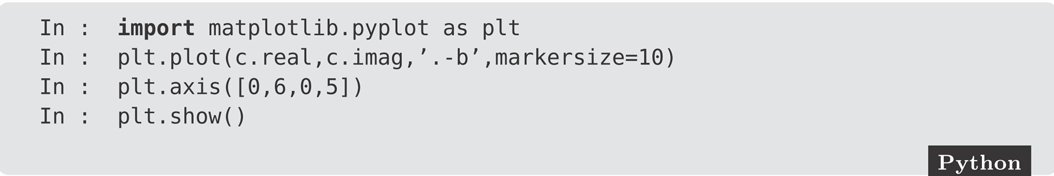 In :  import matplotlib.pyplot as plt
In :  plt.plot(c.real,c.imag,’.-b’,markersize=10)
In :  plt.axis([0,6,0,5])
In :  plt.show()
Python